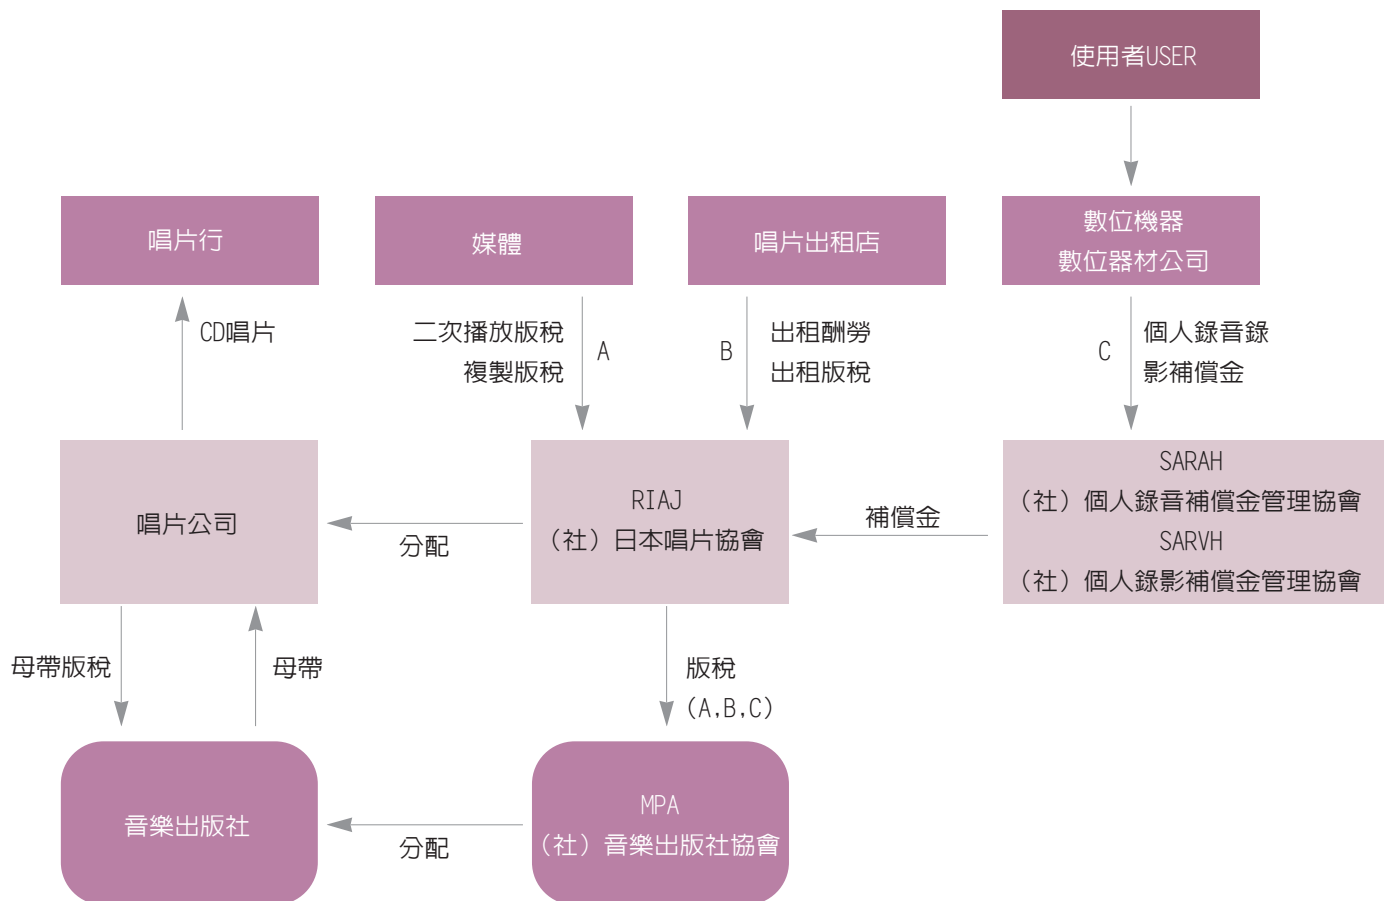 使用者USER
唱片行
媒體
唱片出租店
數位機器
數位器材公司
CD唱片
二次播放版稅
複製版稅
A
B
出租酬勞
出租版稅
C
個人錄音錄
影補償金
唱片公司
分配
RIAJ
（社）日本唱片協會
補償金
SARAH
（社）個人錄音補償金管理協會
SARVH
（社）個人錄影補償金管理協會
母帶版稅
母帶
版稅
(A,B,C)
音樂出版社
分配
MPA
（社）音樂出版社協會